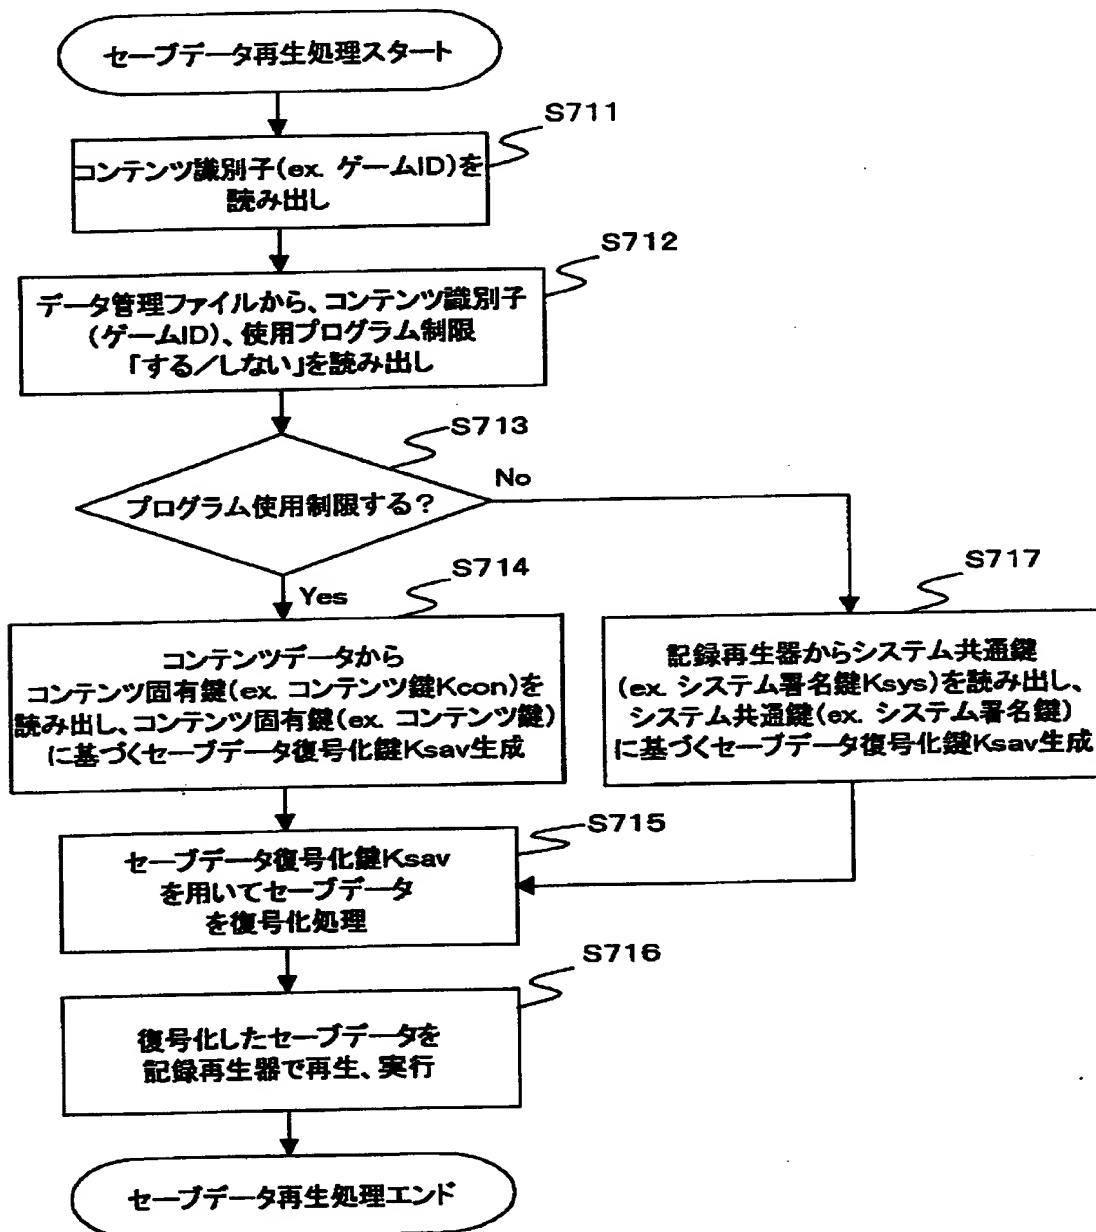 セーブデータ再生処理スタート
S711
コンテンツ識別子(ex. ゲームID)を
読み出し
S712
データ管理ファイルから、コンテンツ識別子
(ゲームID)、使用プログラム制限
「する/しない」を読み出し
S713
プログラム使用制限する?
No
Yes
S714
コンテンツデータから
コンテンツ固有鍵(ex. コンテンツ鍵Kcon)を
読み出し、コンテンツ固有鍵(ex. コンテンツ鍵)
に基づくセーブデータ復号化鍵Ksav生成
S717
記録再生器からシステム共通鍵
(ex. システム署名鍵Ksys)を読み出し、
システム共通鍵(ex. システム署名鍵)
に基づくセーブデータ復号化鍵Ksav生成
S715
セーブデータ復号化鍵Ksav
を用いてセーブデータ
を復号化処理
S716
復号化したセーブデータを
記録再生器で再生、実行
セーブデータ再生処理エンド